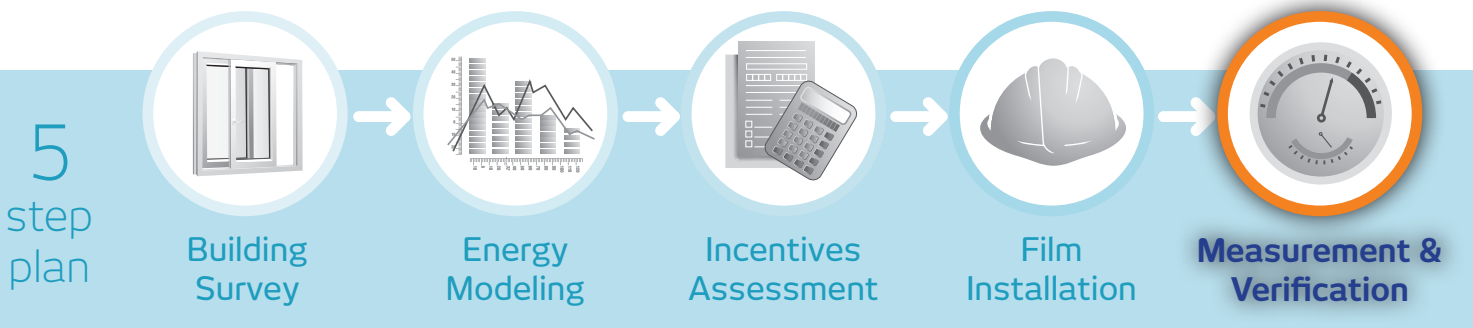 5
step
plan
Building
Survey
Energy
Modeling
Incentives
Assessment
Film
Installation
Measurement &
Verification